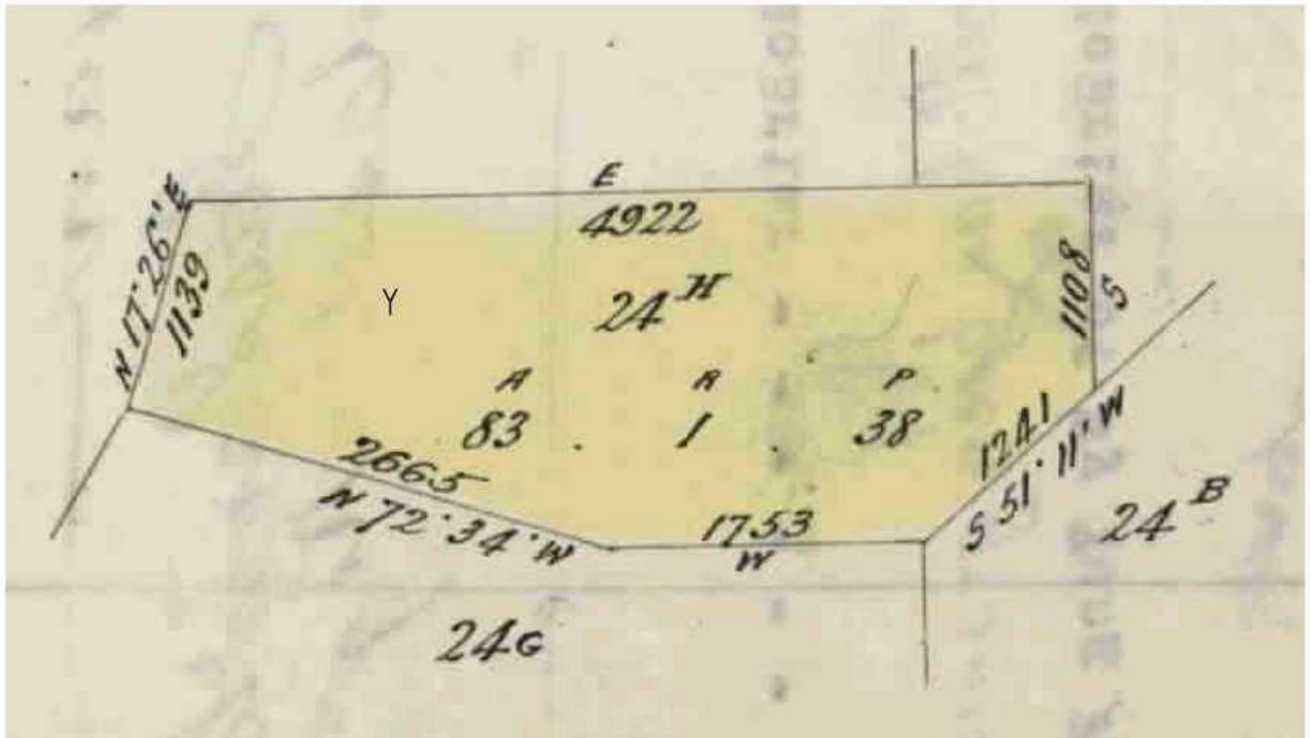 E
4922
N 17° 26' E
1139
Y
24 H
1108
S
A R P
83 . 1 . 38
2665
N 72° 34' W
1753
W
1241
S 51° 11' W
24 B
24G